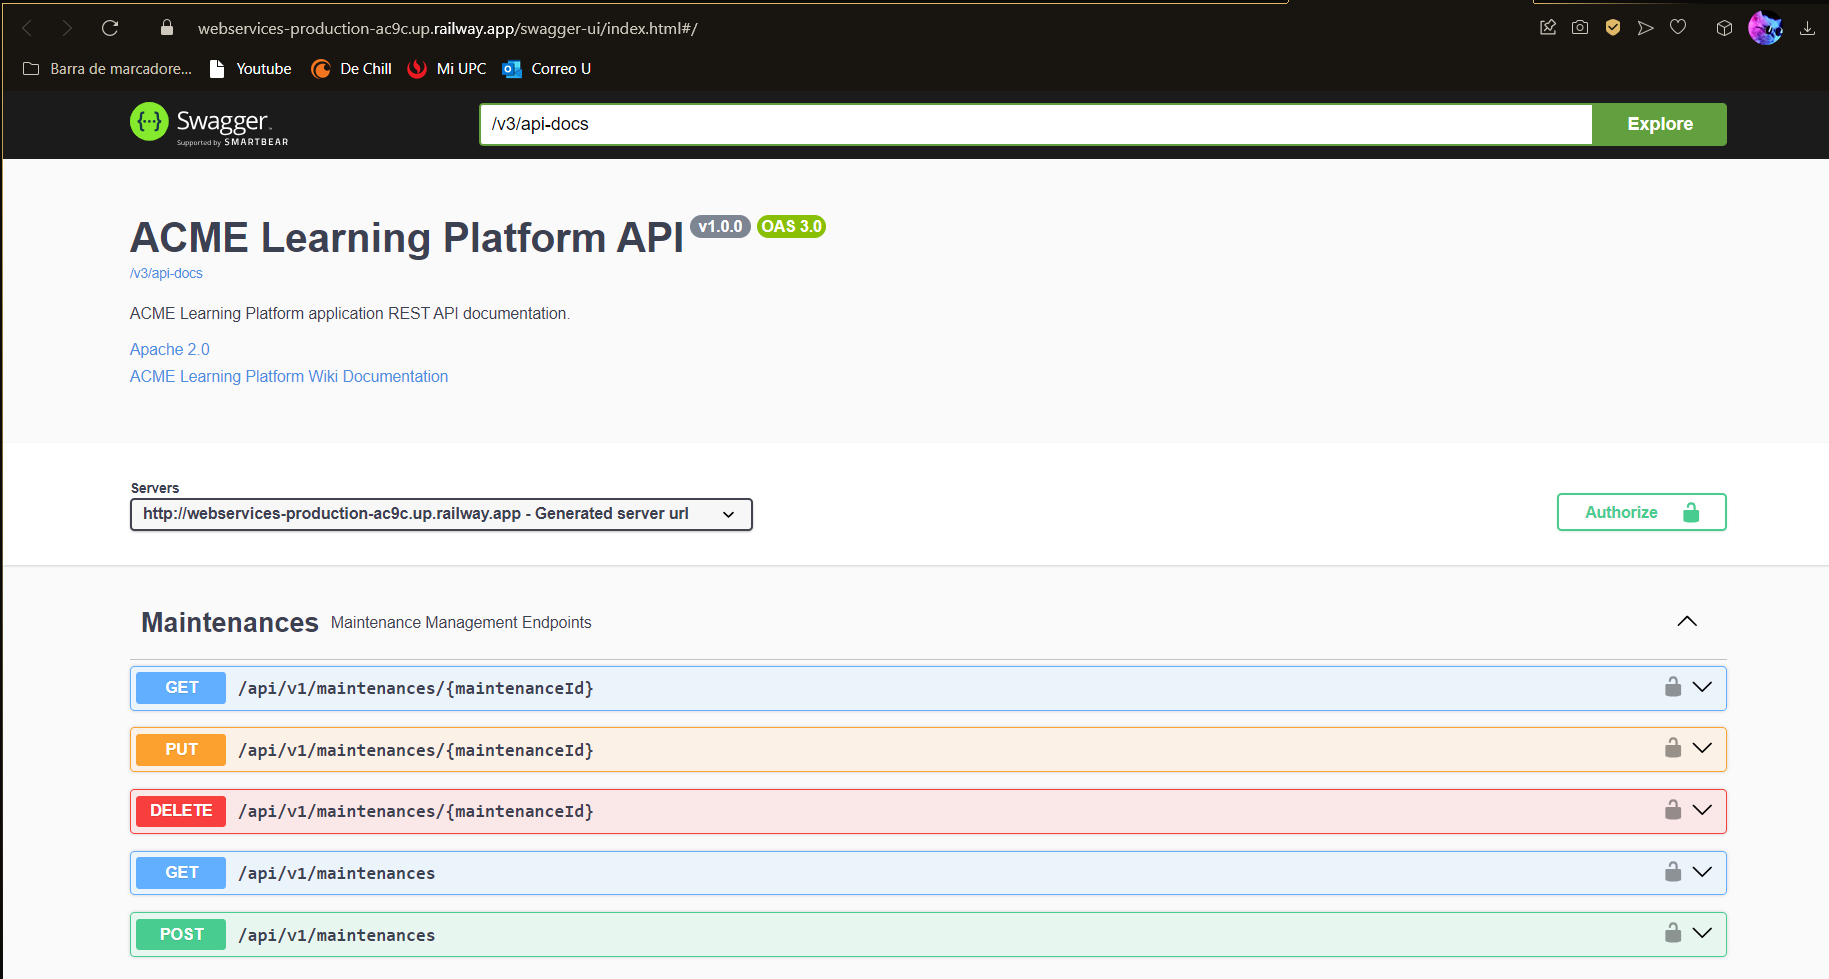 webservices-production-ac9c.up.railway.app/swagger-ui/index.html#/
Barra de marcadore... Youtube De Chill Mi UPC Correo U
Swagger
Supported by SMARTBEAR
/v3/api-docs
Explore
ACME Learning Platform API v1.0.0 OAS 3.0
/v3/api-docs
ACME Learning Platform application REST API documentation.
Apache 2.0
ACME Learning Platform Wiki Documentation
Servers
http://webservices-production-ac9c.up.railway.app - Generated server url
Authorize
Maintenances Maintenance Management Endpoints
GET /api/v1/maintenances/{maintenanceId}
PUT /api/v1/maintenances/{maintenanceId}
DELETE /api/v1/maintenances/{maintenanceId}
GET /api/v1/maintenances
POST /api/v1/maintenances